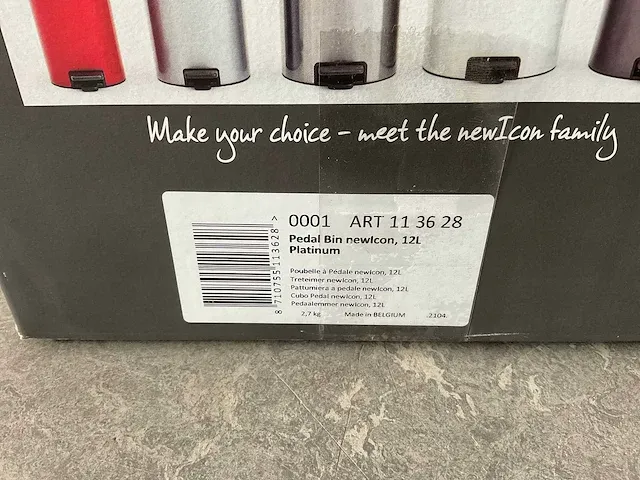 Make your choice – meet the newIcon family
0001 ART 11 36 28
Pedal Bin newIcon, 12L
Platinum
Poubelle à Pédale newIcon, 12L
Treteimer newIcon, 12L
Pattumiera a pedale newIcon, 12L
Cubo Pedal newIcon, 12L
Pedaalemmer newIcon, 12L
2,7 kg Made in BELGIUM 2104
8 710755 113628 >